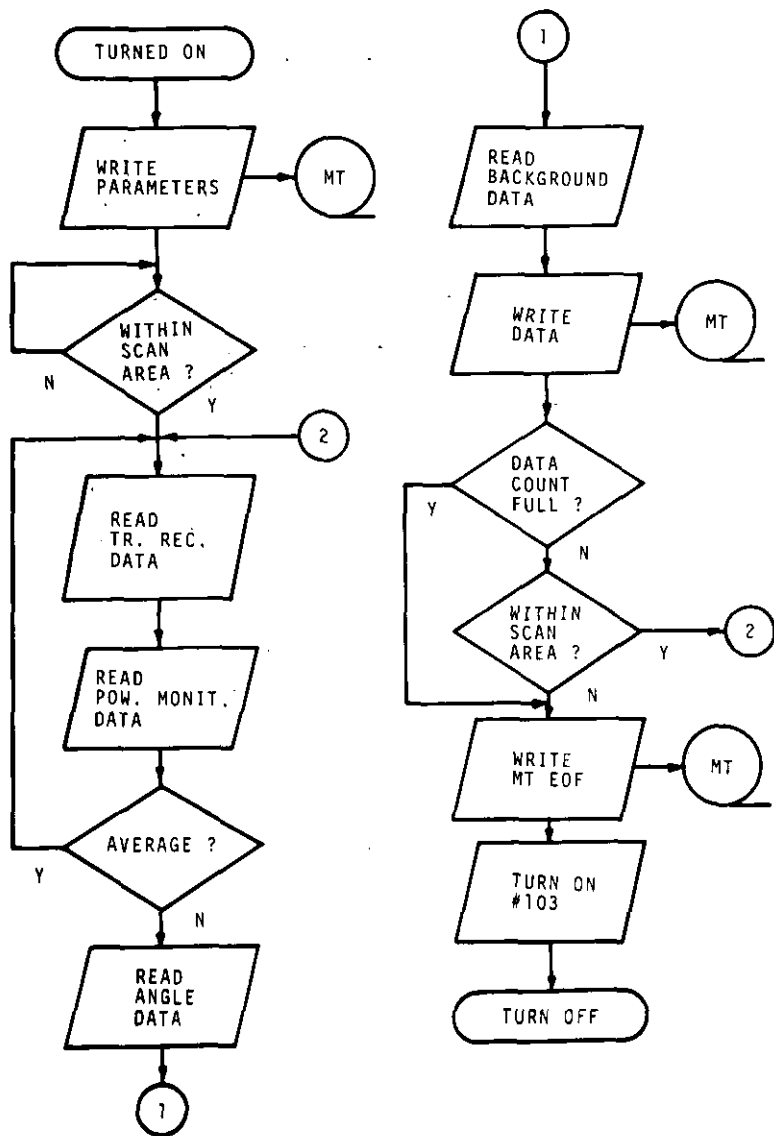 TURNED ON
WRITE
PARAMETERS
MT
WITHIN
SCAN
AREA ?
N
Y
2
READ
TR. REC.
DATA
READ
POW. MONIT.
DATA
AVERAGE ?
Y
N
READ
ANGLE
DATA
1
1
READ
BACKGROUND
DATA
WRITE
DATA
MT
DATA
COUNT
FULL ?
Y
N
WITHIN
SCAN
AREA ?
Y
2
N
WRITE
MT EOF
MT
TURN ON
#103
TURN OFF